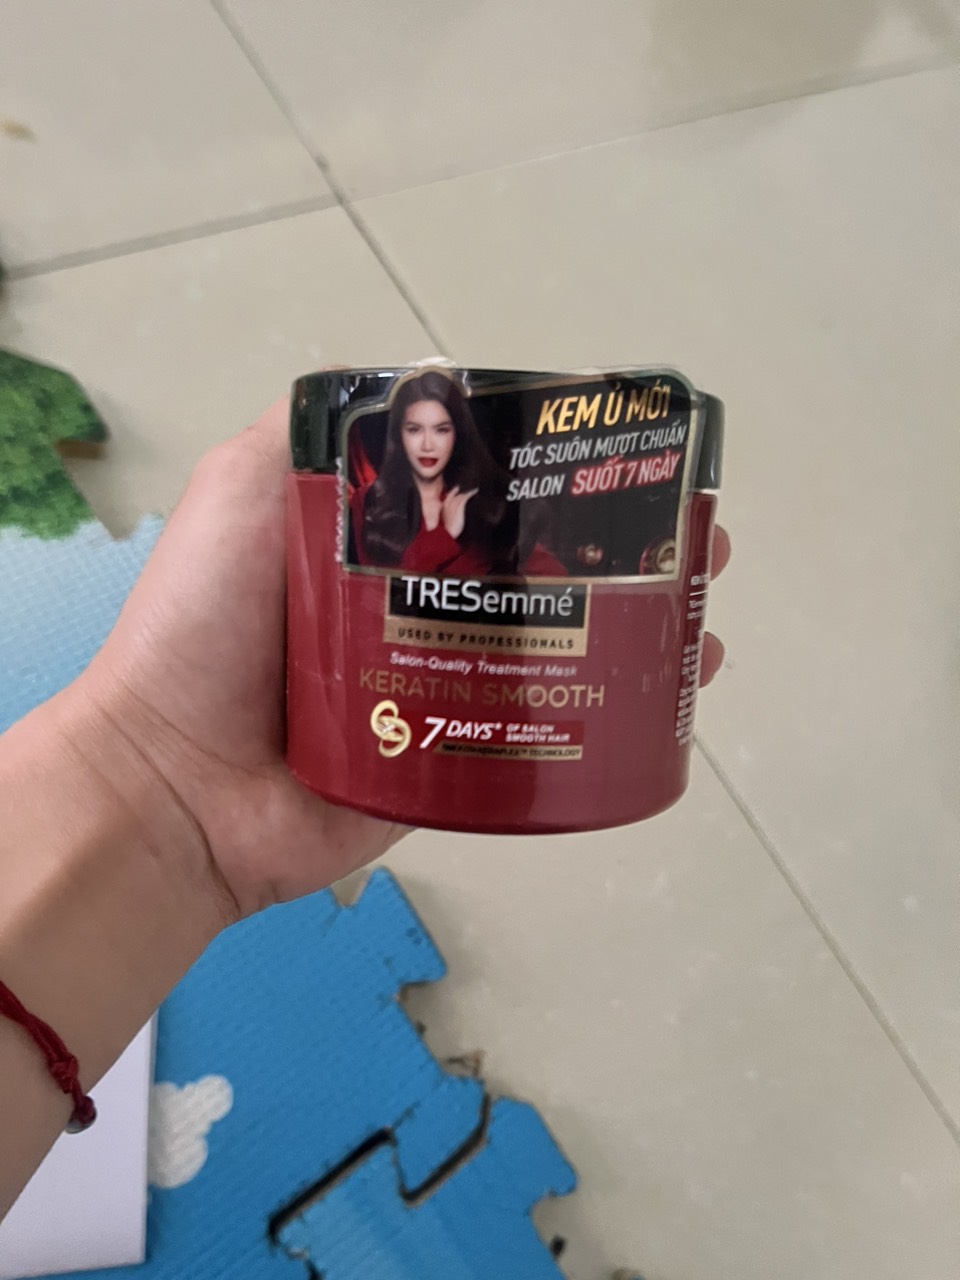 KEM Ủ MỚI
TÓC SUÔN MƯỢT CHUẨN
SALON SUỐT 7 NGÀY
TRESemmé
USED BY PROFESSIONALS
Salon-Quality Treatment Mask
KERATIN SMOOTH
7 DAYS* OF SALON
SMOOTH HAIR
TECHNOLOGY